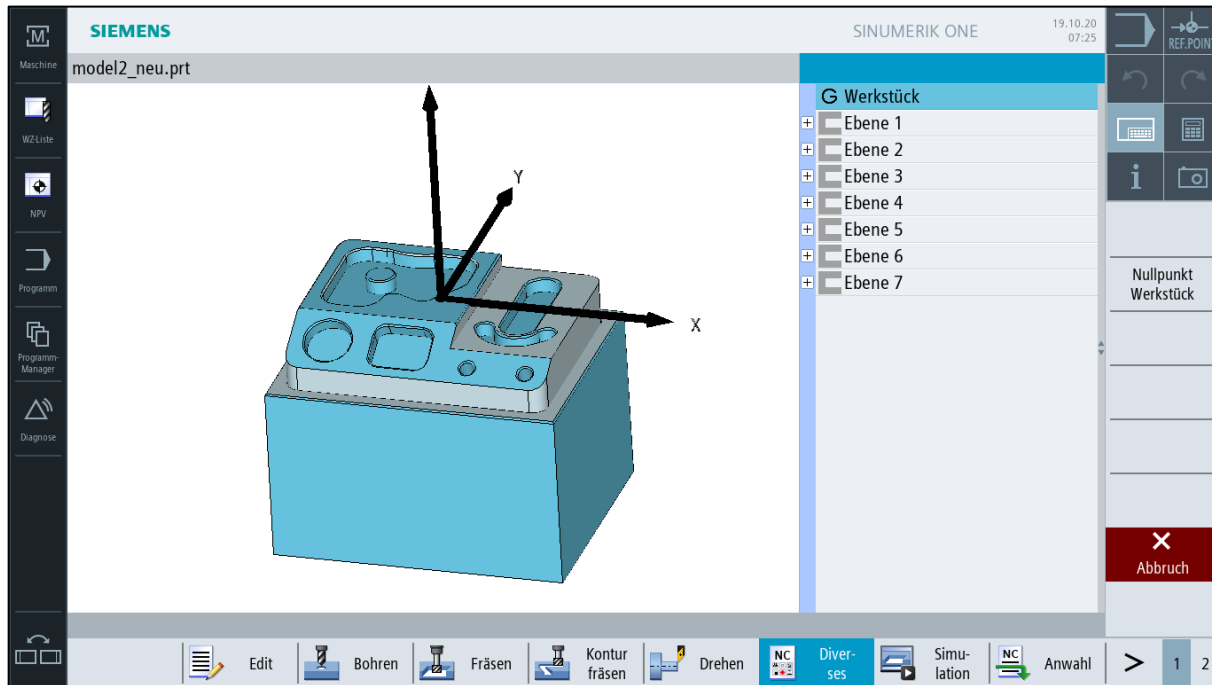 SIEMENS
SINUMERIK ONE
19.10.20
07:25
REF.POINT
M
Maschine
model2_neu.prt
G Werkstück
Ebene 1
Ebene 2
Ebene 3
Ebene 4
Ebene 5
Ebene 6
Ebene 7
WZ-Liste
NPV
Programm
Programm-
Manager
Diagnose
Y
X
i
Nullpunkt
Werkstück
Abbruch
Edit
Bohren
Fräsen
Kontur
fräsen
Drehen
NC
Diver-
ses
Simu-
lation
NC
Anwahl
> 1 2